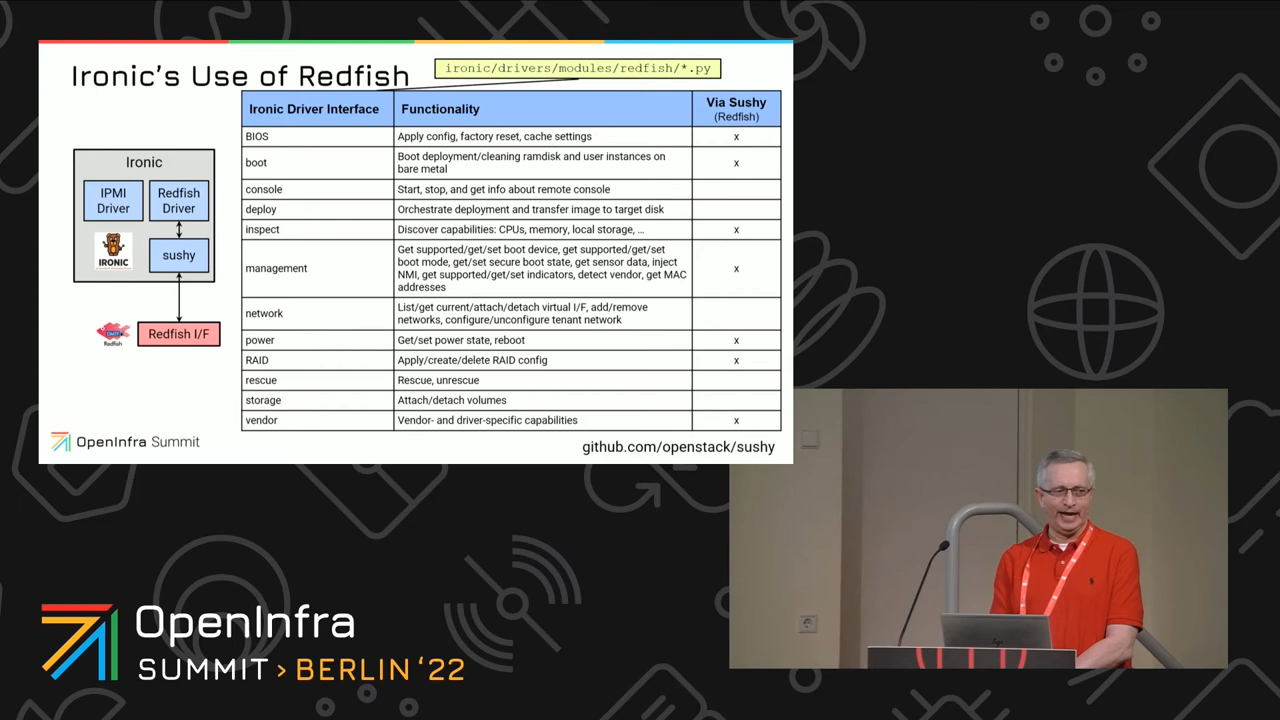 Ironic's Use of Redfish
ironic/drivers/modules/redfish/*.py
Ironic
IPMI
Driver
Redfish
Driver
IRONIC
sushy
Redfish
Redfish I/F
Ironic Driver Interface
Functionality
Via Sushy
(Redfish)
BIOS
Apply config, factory reset, cache settings
x
boot
Boot deployment/cleaning ramdisk and user instances on
bare metal
x
console
Start, stop, and get info about remote console
deploy
Orchestrate deployment and transfer image to target disk
inspect
Discover capabilities: CPUs, memory, local storage, …
x
management
Get supported/get/set boot device, get supported/get/set
boot mode, get/set secure boot state, get sensor data, inject
NMI, get supported/get/set indicators, detect vendor, get MAC
addresses
x
network
List/get current/attach/detach virtual I/F, add/remove
networks, configure/unconfigure tenant network
power
Get/set power state, reboot
x
RAID
Apply/create/delete RAID config
x
rescue
Rescue, unrescue
storage
Attach/detach volumes
vendor
Vendor- and driver-specific capabilities
x
OpenInfra Summit
github.com/openstack/sushy
OpenInfra
SUMMIT > BERLIN '22